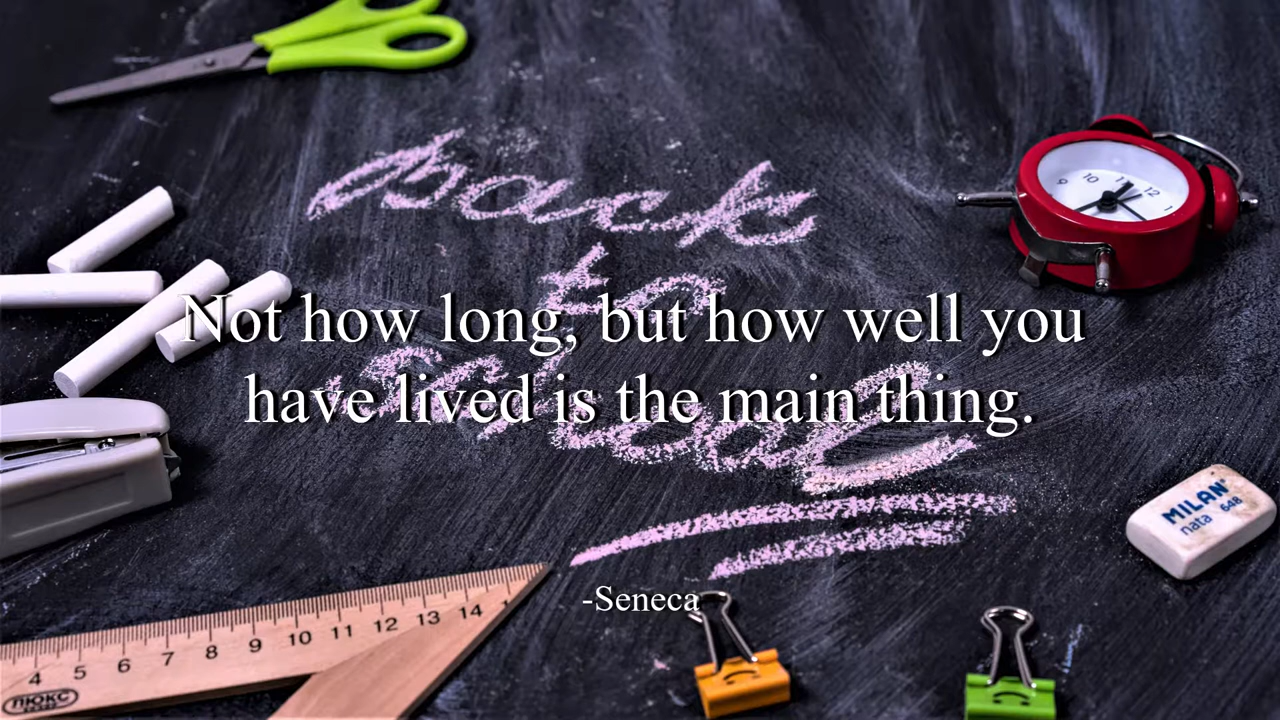 back
to
school
Not how long, but how well you
have lived is the main thing.
-Seneca
9 10 11 12 1
MILAN
nata 648
4 5 6 7 8 9 10 11 12 13 14
ЛЮКС